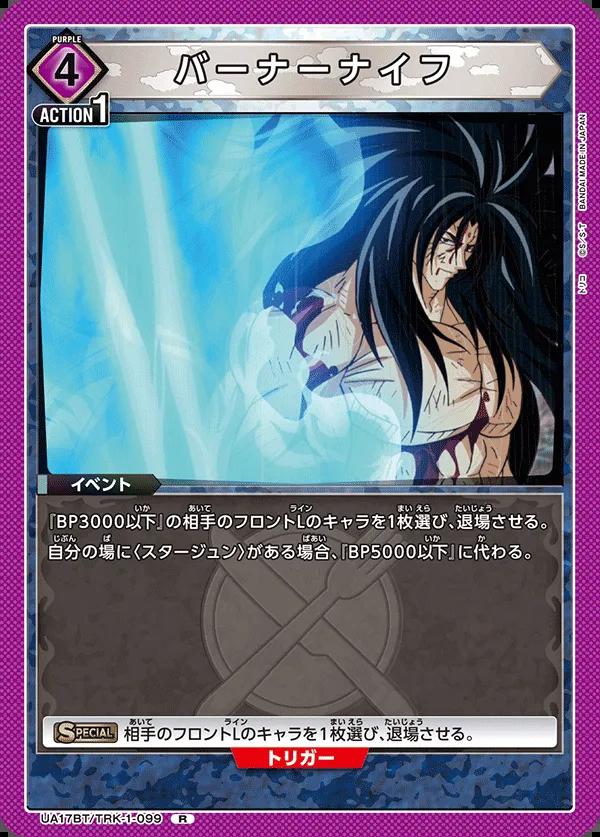 PURPLE
4
バーナーナイフ
ACTION1
トリコ ©S/S・T BANDAI MADE IN JAPAN
イベント
『BP3000以下』の相手のフロントLのキャラを1枚選び、退場させる。
自分の場に〈スタージュン〉がある場合、『BP5000以下』に代わる。
SPECIAL 相手のフロントLのキャラを1枚選び、退場させる。
トリガー
UA17BT/TRK-1-099 R